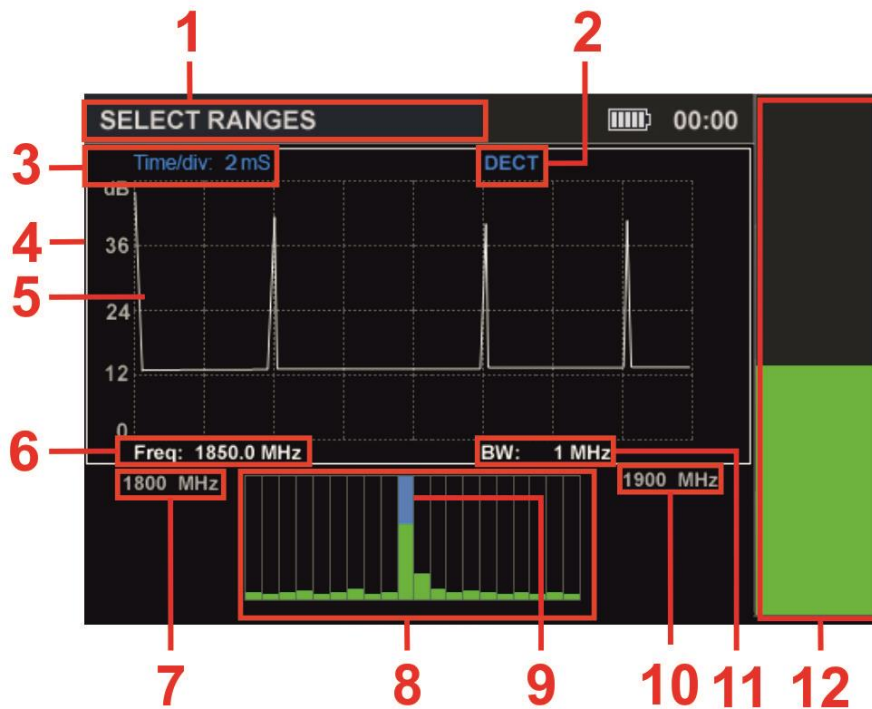 1
2
SELECT RANGES
00:00
3
Time/div: 2 mS
DECT
dB
4
36
5
24
12
0
6
Freq: 1850.0 MHz
BW: 1 MHz
1800 MHz
1900 MHz
7
8
9
10
11
12